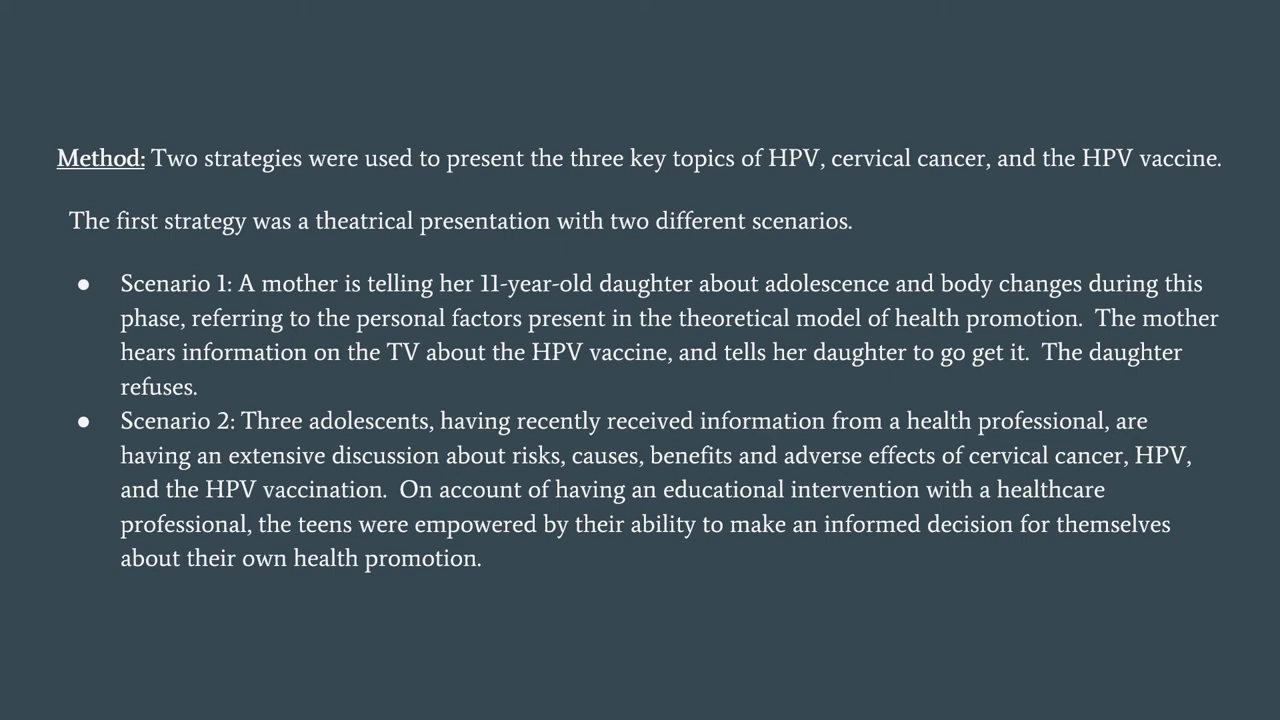 Method: Two strategies were used to present the three key topics of HPV, cervical cancer, and the HPV vaccine.
The first strategy was a theatrical presentation with two different scenarios.
● Scenario 1: A mother is telling her 11-year-old daughter about adolescence and body changes during this
phase, referring to the personal factors present in the theoretical model of health promotion.  The mother
hears information on the TV about the HPV vaccine, and tells her daughter to go get it.  The daughter
refuses.
● Scenario 2: Three adolescents, having recently received information from a health professional, are
having an extensive discussion about risks, causes, benefits and adverse effects of cervical cancer, HPV,
and the HPV vaccination.  On account of having an educational intervention with a healthcare
professional, the teens were empowered by their ability to make an informed decision for themselves
about their own health promotion.